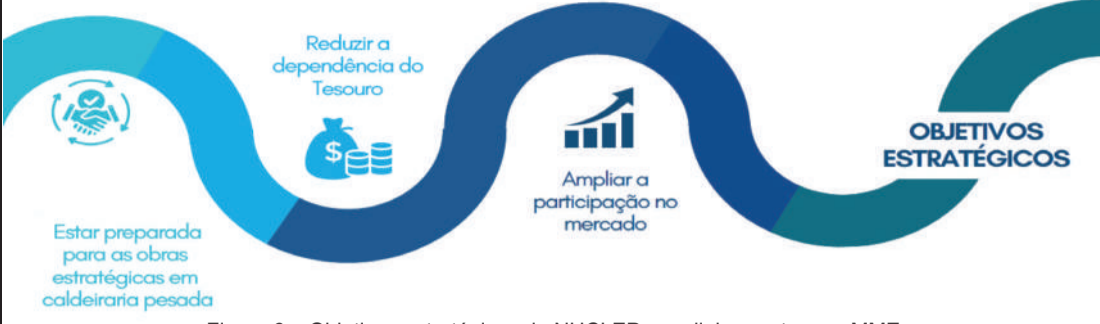 Reduzir a
dependência do
Tesouro
$
OBJETIVOS
ESTRATÉGICOS
Ampliar a
participação no
mercado
Estar preparada
para as obras
estratégicas em
caldeiraria pesada